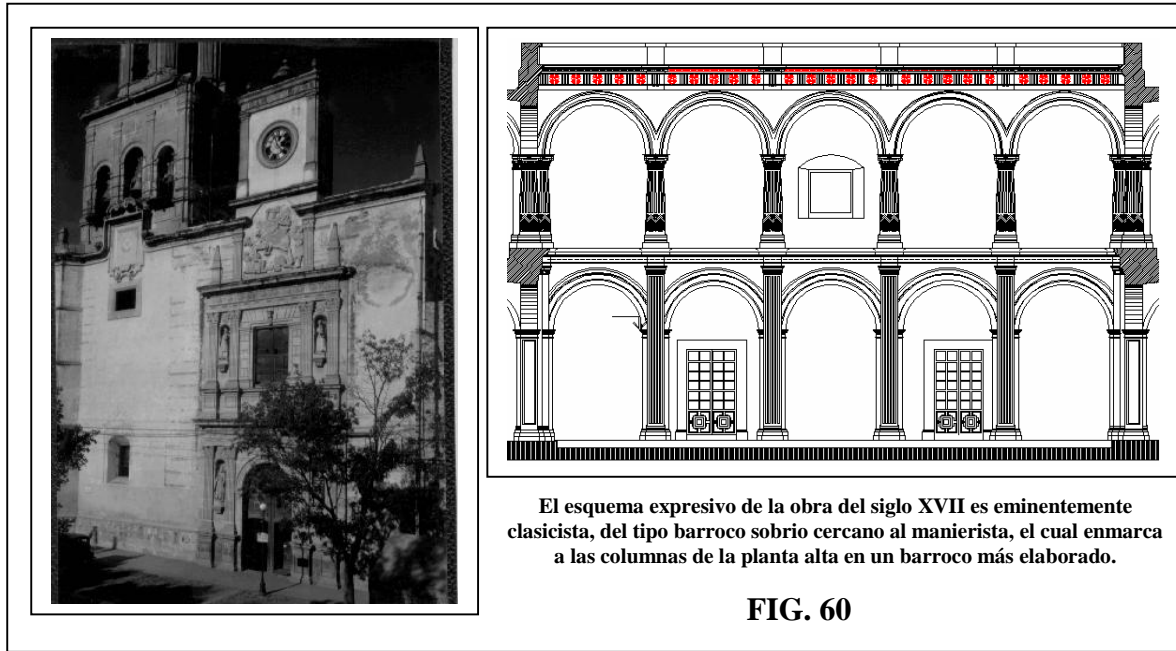 El esquema expresivo de la obra del siglo XVII es eminentemente
clasicista, del tipo barroco sobrio cercano al manierista, el cual enmarca
a las columnas de la planta alta en un barroco más elaborado.
FIG. 60